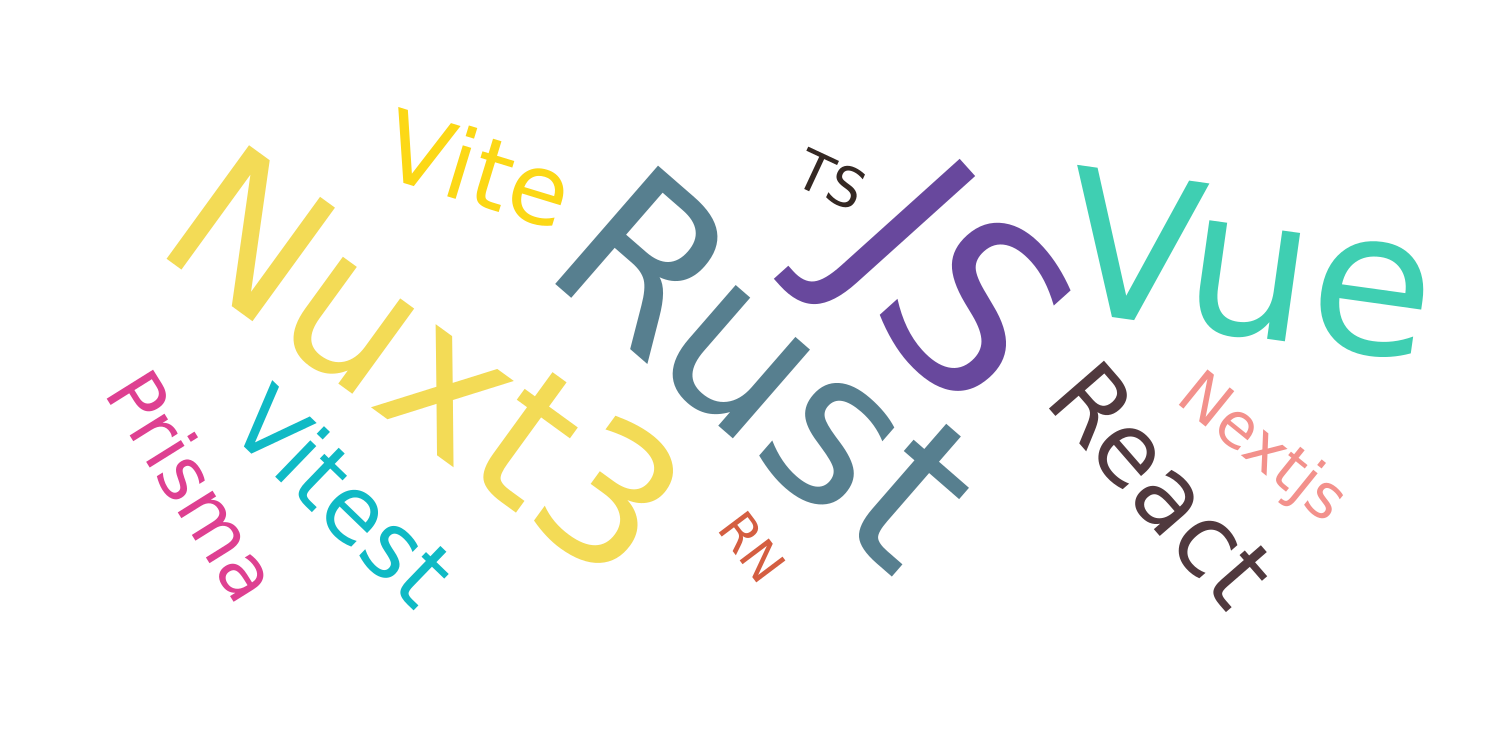 Vite
TS
Nuxt3
Rust
JS
Vue
Prisma
Vitest
RN
React
Nextjs